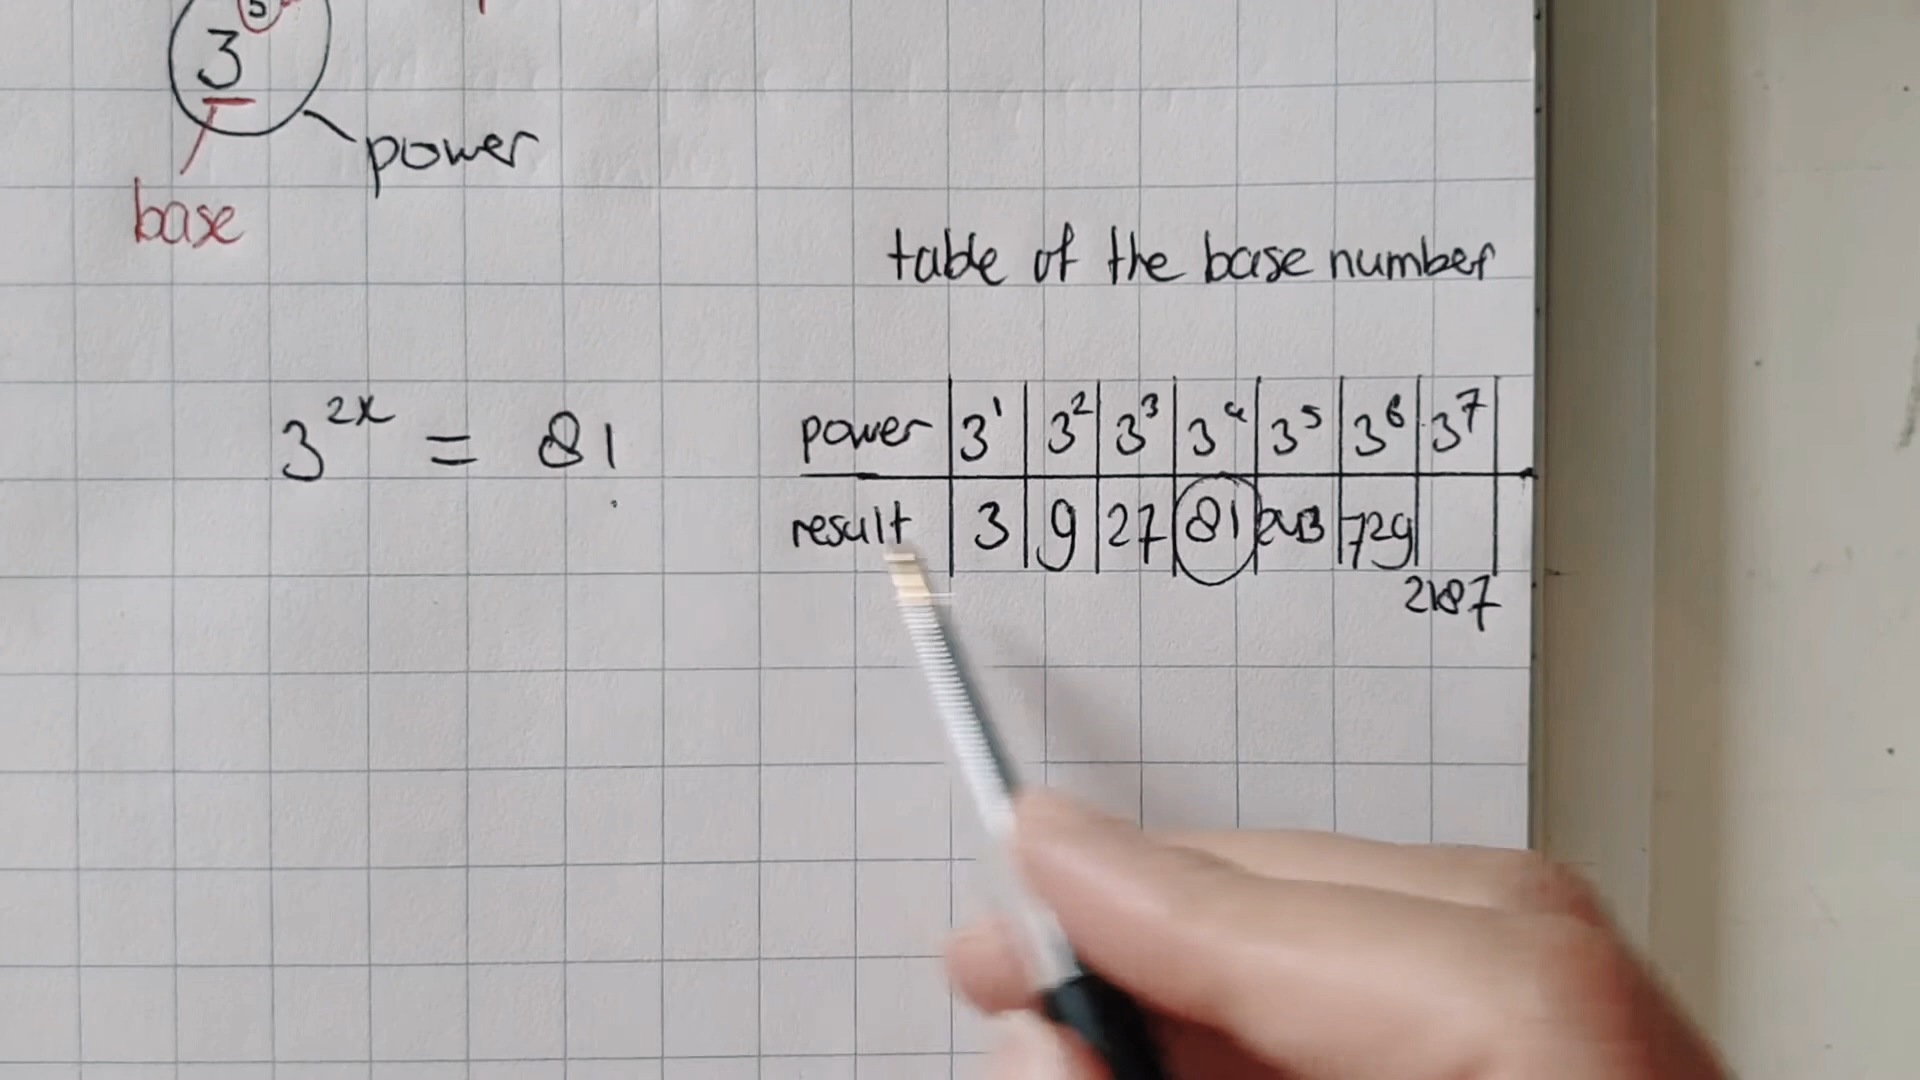 3⁵
power
base
table of the base number
3²ˣ = 81
power 3¹ 3² 3³ 3⁴ 3⁵ 3⁶ 3⁷
result 3 9 27 81 243 729
2187